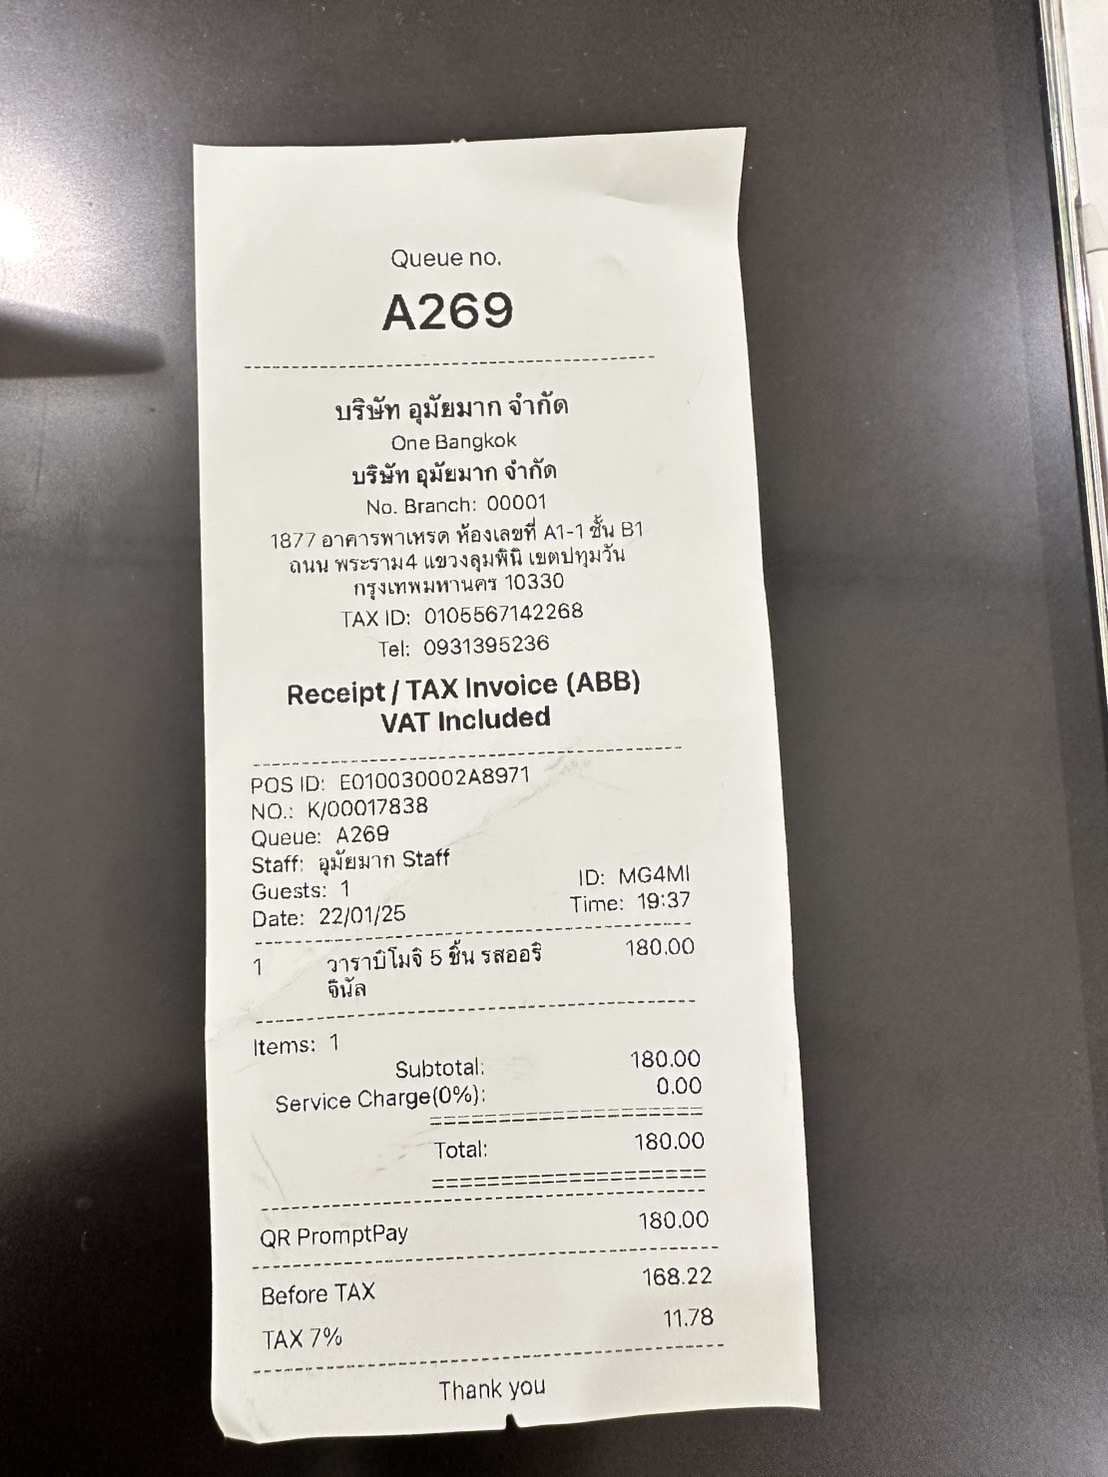 Queue no.
A269
บริษัท อุมัยมาก จำกัด
One Bangkok
บริษัท อุมัยมาก จำกัด
No. Branch: 00001
1877 อาคารพาเหรด ห้องเลขที่ A1-1 ชั้น B1
ถนน พระราม4 แขวงลุมพินี เขตปทุมวัน
กรุงเทพมหานคร 10330
TAX ID: 0105567142268
Tel: 0931395236
Receipt / TAX Invoice (ABB)
VAT Included
POS ID: E010030002A8971
NO.: K/00017838
Queue: A269
Staff: อุมัยมาก Staff
Guests: 1 ID: MG4MI
Date: 22/01/25 Time: 19:37
1 วาราบิโมจิ 5 ชิ้น รสออริ 180.00
จินัล
Items: 1
Subtotal: 180.00
Service Charge(0%): 0.00
Total: 180.00
QR PromptPay 180.00
Before TAX 168.22
TAX 7% 11.78
Thank you